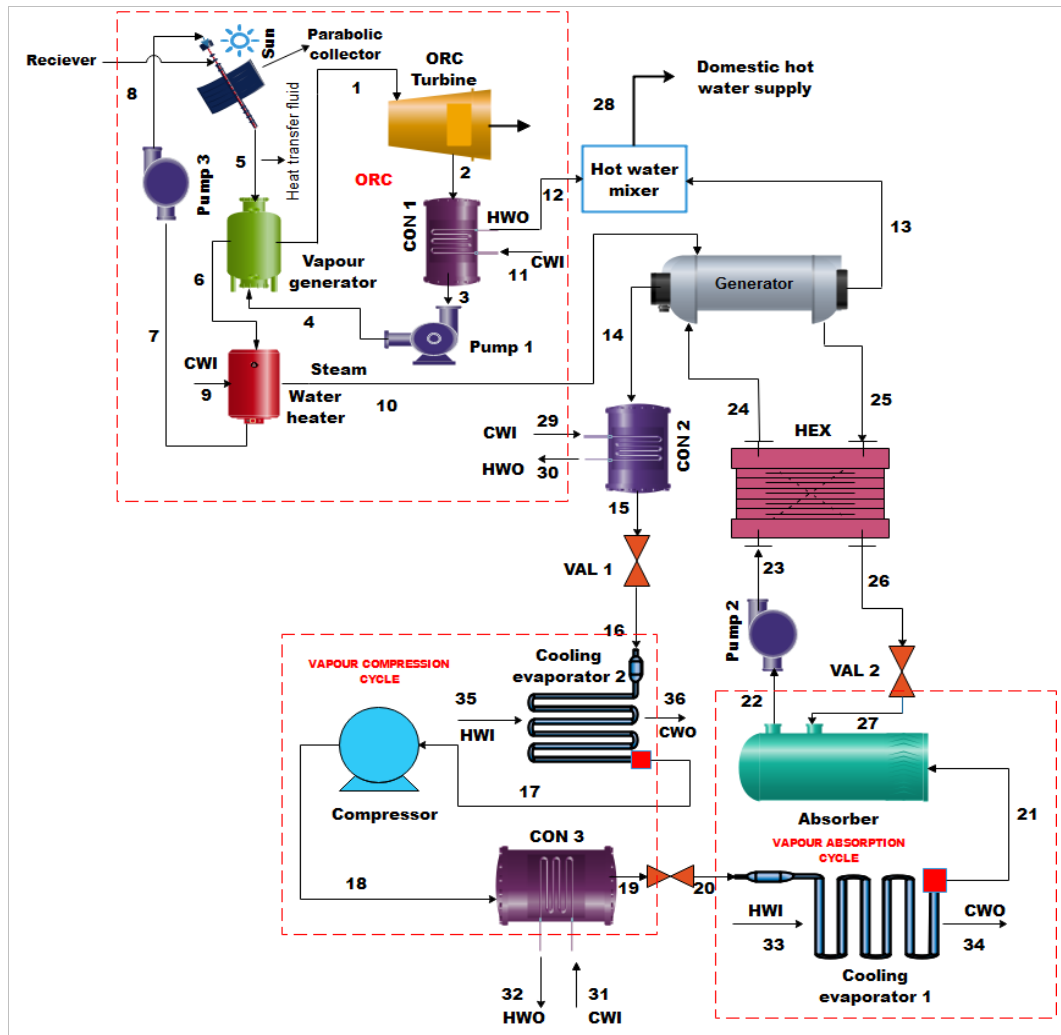 Sun
Parabolic
collector
Reciever
ORC
Turbine
8
1
Domestic hot
water supply
28
Heat transfer fluid
Pump 3
5
ORC
2
12
Hot water
mixer
CON 1
HWO
CWI
11
13
6
Vapour
generator
3
Generator
7
4
14
Pump 1
CWI
9
Steam
Water
heater
10
24
25
29
CWI
HWO
30
CON 2
HEX
15
VAL 1
23
26
16
Pump 2
VAL 2
VAPOUR COMPRESSION
CYCLE
Cooling
evaporator 2
35
HWI
36
CWO
22
27
17
Compressor
Absorber
21
CON 3
VAPOUR ABSORPTION
CYCLE
18
19
20
HWI
33
CWO
34
Cooling
evaporator 1
32
HWO
31
CWI